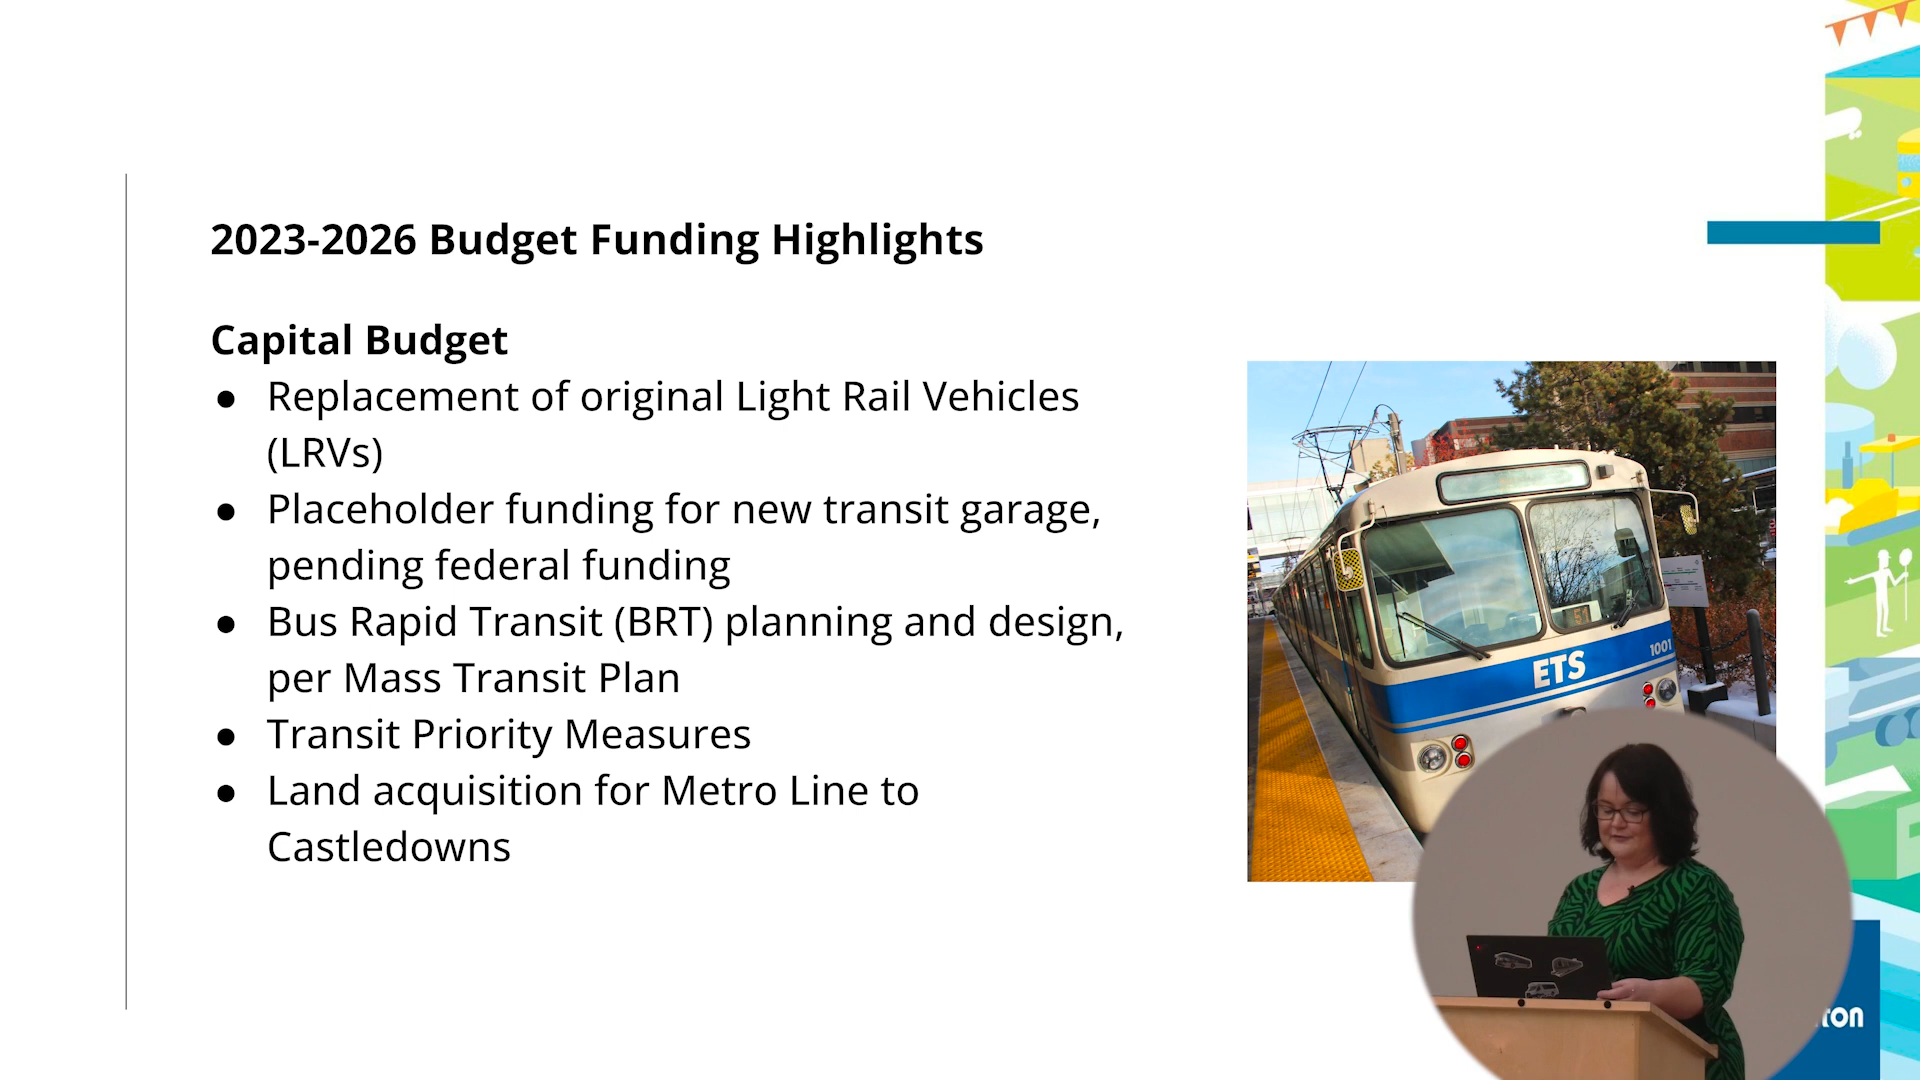 2023-2026 Budget Funding Highlights
Capital Budget
● Replacement of original Light Rail Vehicles
(LRVs)
● Placeholder funding for new transit garage,
pending federal funding
● Bus Rapid Transit (BRT) planning and design,
per Mass Transit Plan
● Transit Priority Measures
● Land acquisition for Metro Line to
Castledowns
ETS
1001